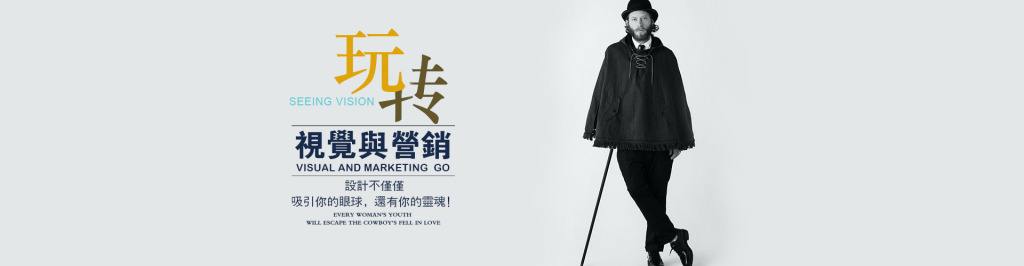 玩转
SEEING VISION
視覺與營銷
VISUAL AND MARKETING GO
設計不僅僅
吸引你的眼球，還有你的靈魂！
EVERY WOMAN'S YOUTH
WILL ESCAPE THE COWBOY'S FELL IN LOVE